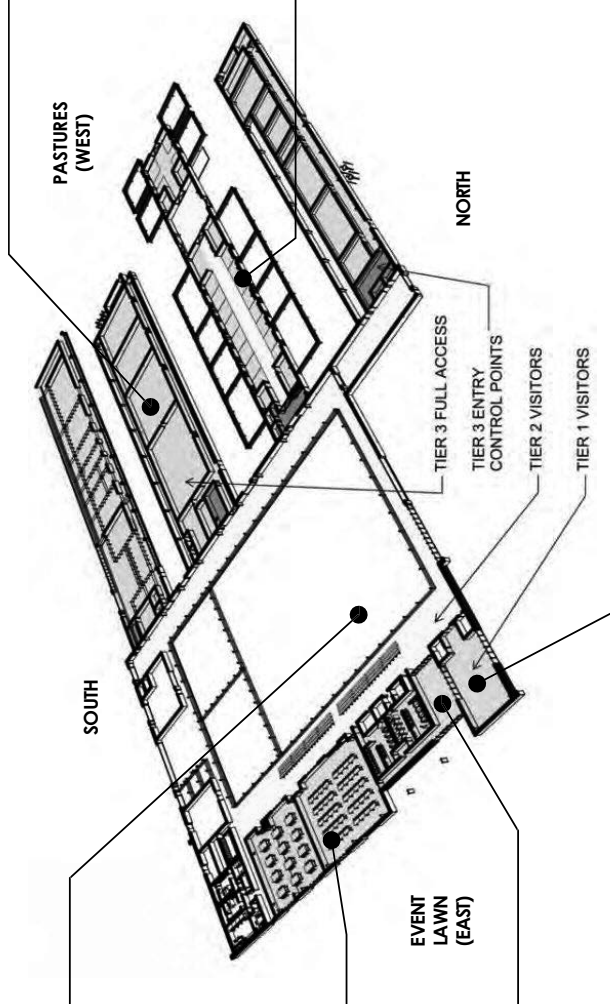 PASTURES
(WEST)
SOUTH
NORTH
TIER 3 FULL ACCESS
TIER 3 ENTRY
CONTROL POINTS
TIER 2 VISITORS
TIER 1 VISITORS
EVENT
LAWN
(EAST)